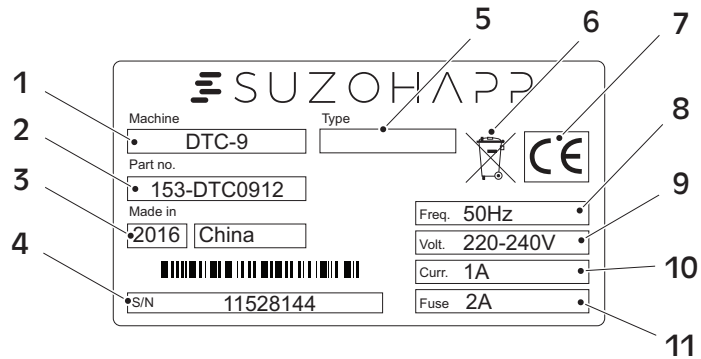 5
6
7
1
SUZOHAPP
8
Machine
Type
2
DTC-9
CE
Part no.
9
3
153-DTC0912
Made in
Freq. 50Hz
2016 China
Volt. 220-240V
4
10
Curr. 1A
S/N 11528144
Fuse 2A
11